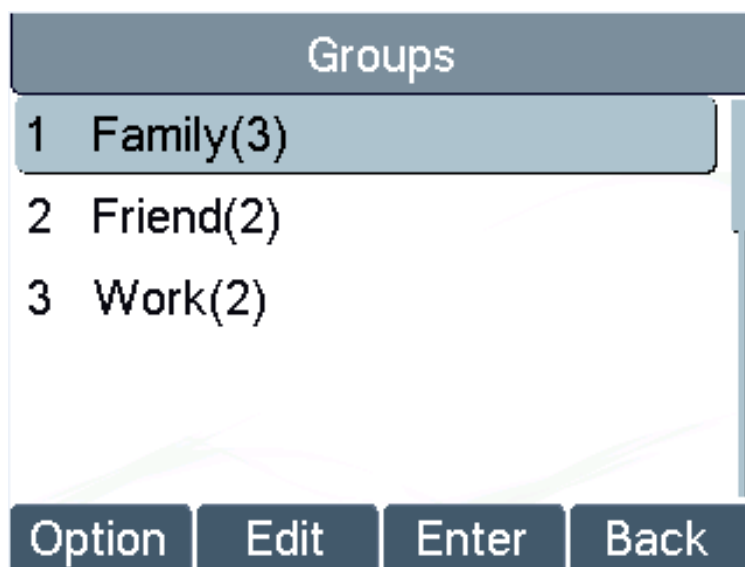 Groups
1 Family(3)
2 Friend(2)
3 Work(2)
Option Edit Enter Back